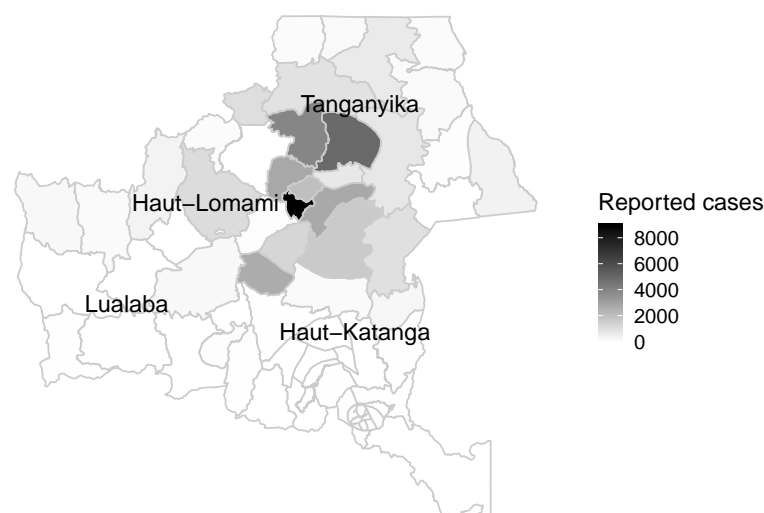 Tanganyika
Haut−Lomami
Lualaba
Haut−Katanga
Reported cases
8000
6000
4000
2000
0